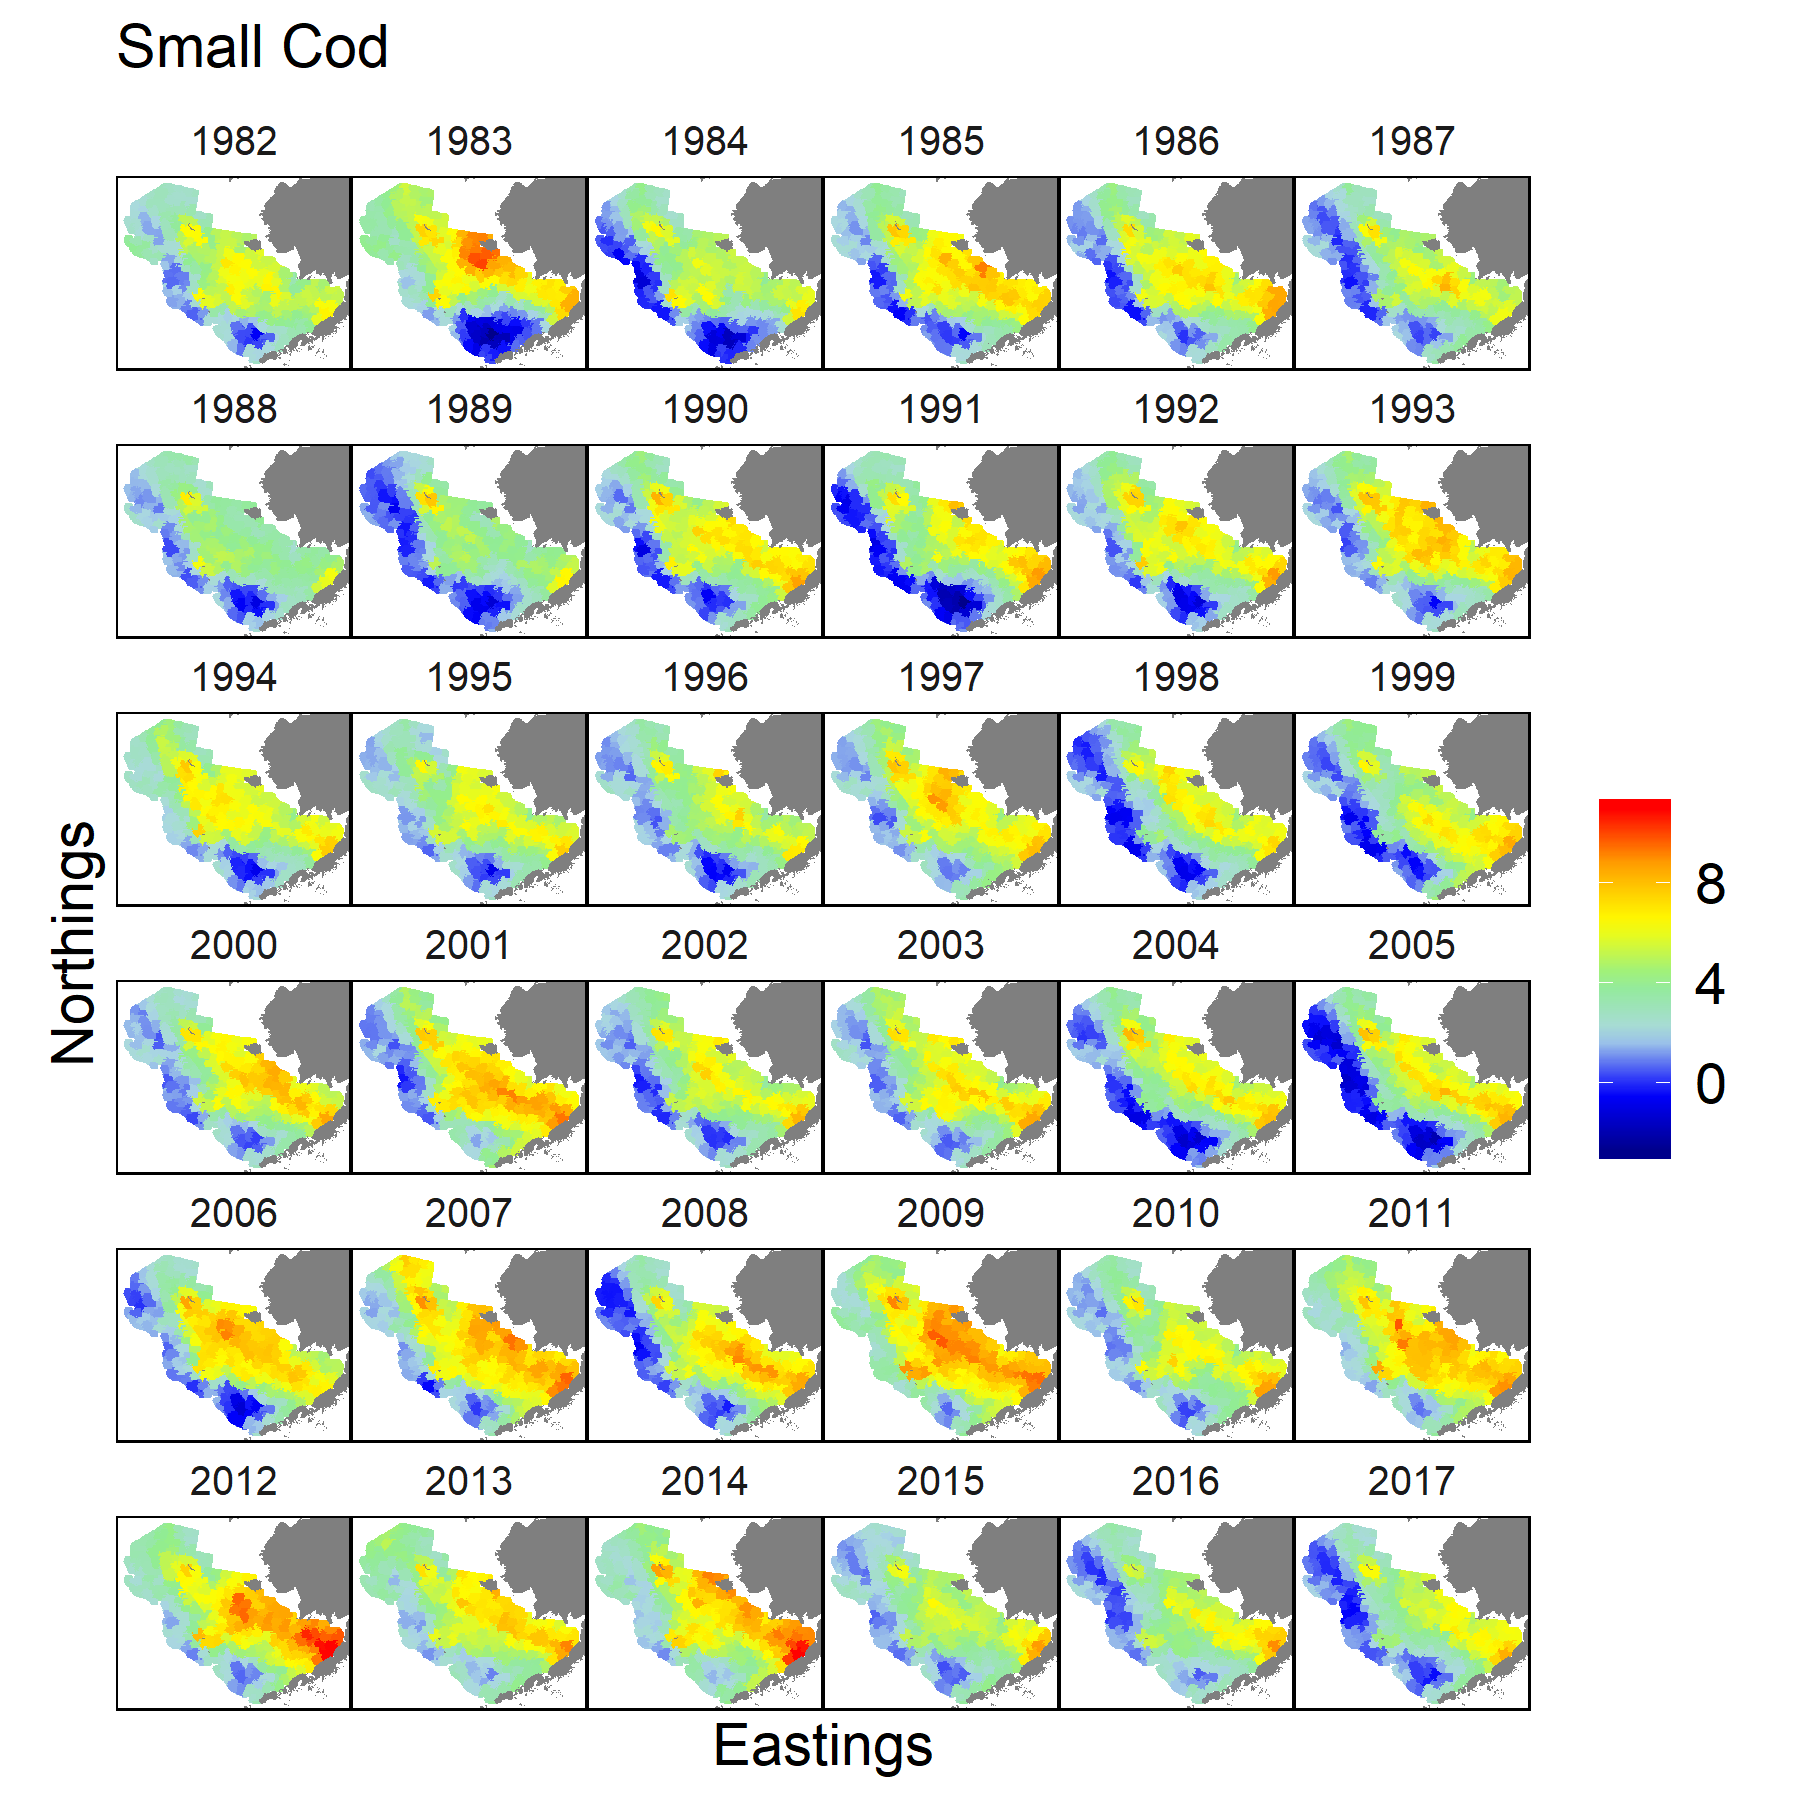 Small Cod
1982 1983 1984 1985 1986 1987
1988 1989 1990 1991 1992 1993
1994 1995 1996 1997 1998 1999
2000 2001 2002 2003 2004 2005
2006 2007 2008 2009 2010 2011
2012 2013 2014 2015 2016 2017
Northings
Eastings
8
4
0